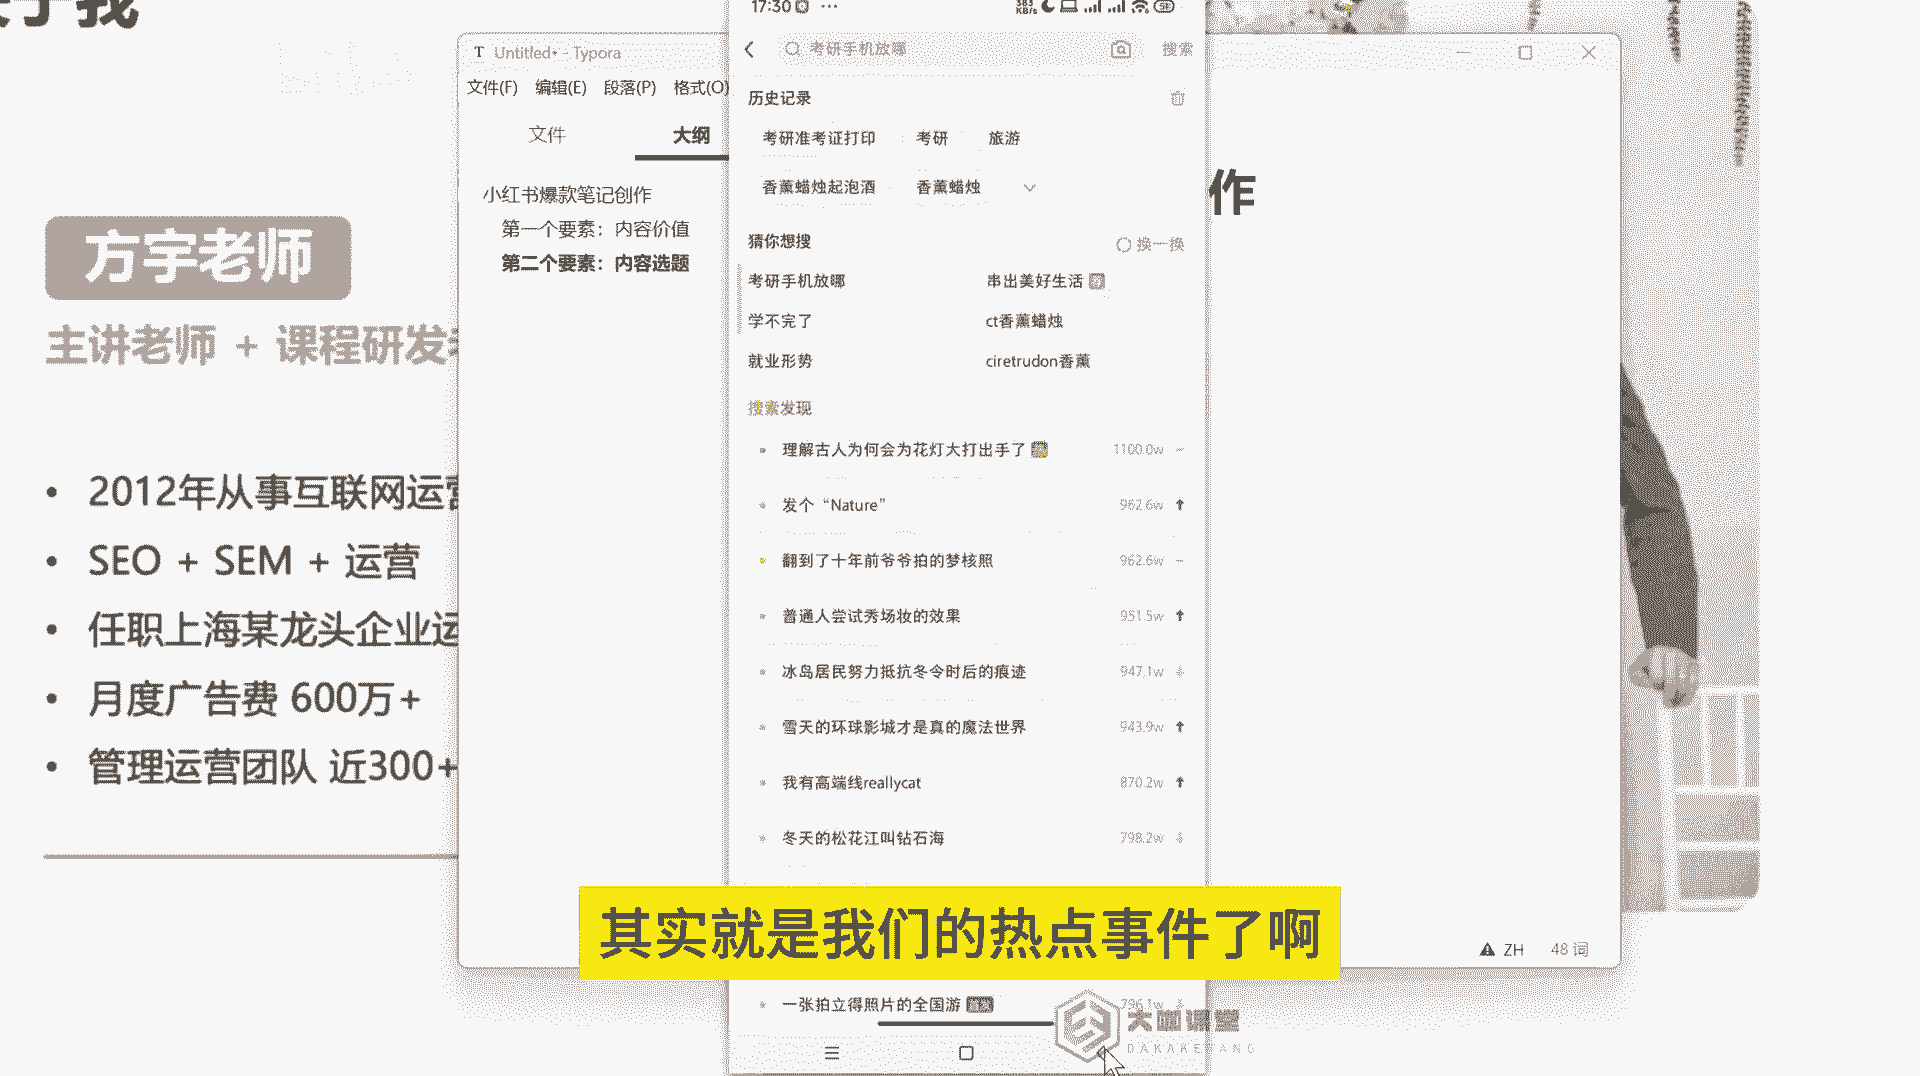 关于我
方宇老师
主讲老师 + 课程研发
• 2012年从事互联网运营
• SEO + SEM + 运营
• 任职上海某龙头企业运
• 月度广告费 600万+
• 管理运营团队 近300+
Untitled• - Typora
文件(F) 编辑(E) 段落(P) 格式(O)
文件 大纲
小红书爆款笔记创作
第一个要素：内容价值
第二个要素：内容选题
作
ZH 48 词
17:30
考研手机放哪 搜索
历史记录
考研准考证打印 考研 旅游
香薰蜡烛起泡酒 香薰蜡烛
猜你想搜 换一换
考研手机放哪 串出美好生活
学不完了 ct香薰蜡烛
就业形势 ciretrudon香薰
搜索发现
理解古人为何会为花灯大打出手了 1100.0w
发个“Nature” 962.6w
翻到了十年前爷爷拍的梦核照 962.6w
普通人尝试秀场妆的效果 951.5w
冰岛居民努力抵抗冬令时后的痕迹 947.1w
雪天的环球影城才是真的魔法世界 943.9w
我有高端线reallycat 870.2w
冬天的松花江叫钻石海 798.2w
其实就是我们的热点事件了啊
一张拍立得照片的全国游 796.1w
大咖课堂
DAKAKETANG